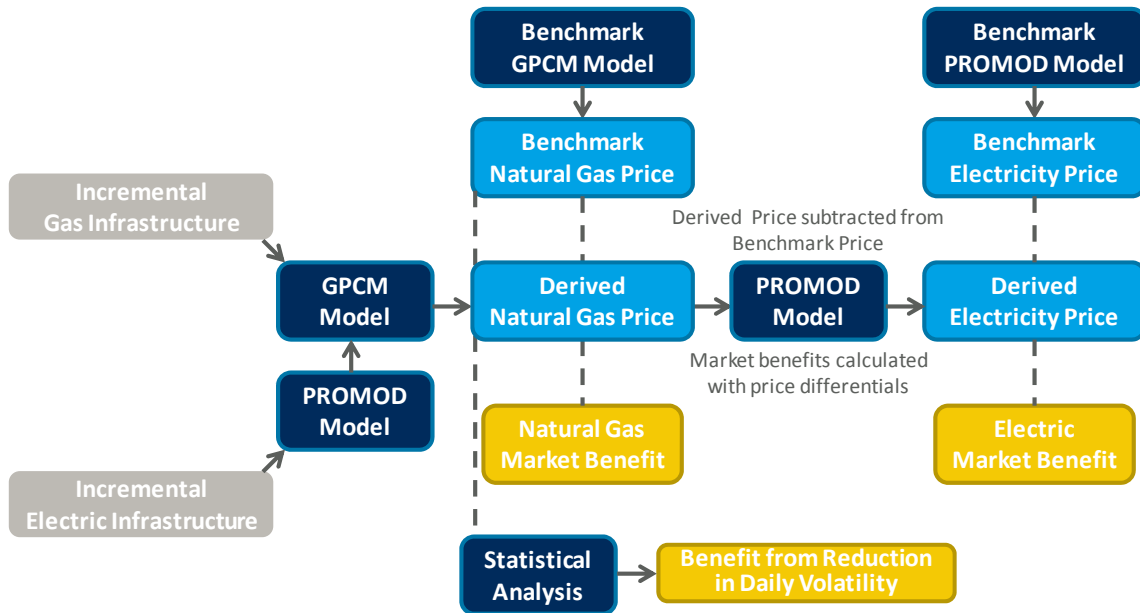 Benchmark
GPCM Model
Benchmark
PROMOD Model
Benchmark
Natural Gas Price
Benchmark
Electricity Price
Incremental
Gas Infrastructure
Derived Price subtracted from
Benchmark Price
GPCM
Model
Derived
Natural Gas Price
PROMOD
Model
Derived
Electricity Price
Market benefits calculated
with price differentials
PROMOD
Model
Natural Gas
Market Benefit
Electric
Market Benefit
Incremental
Electric Infrastructure
Statistical
Analysis
Benefit from Reduction
in Daily Volatility